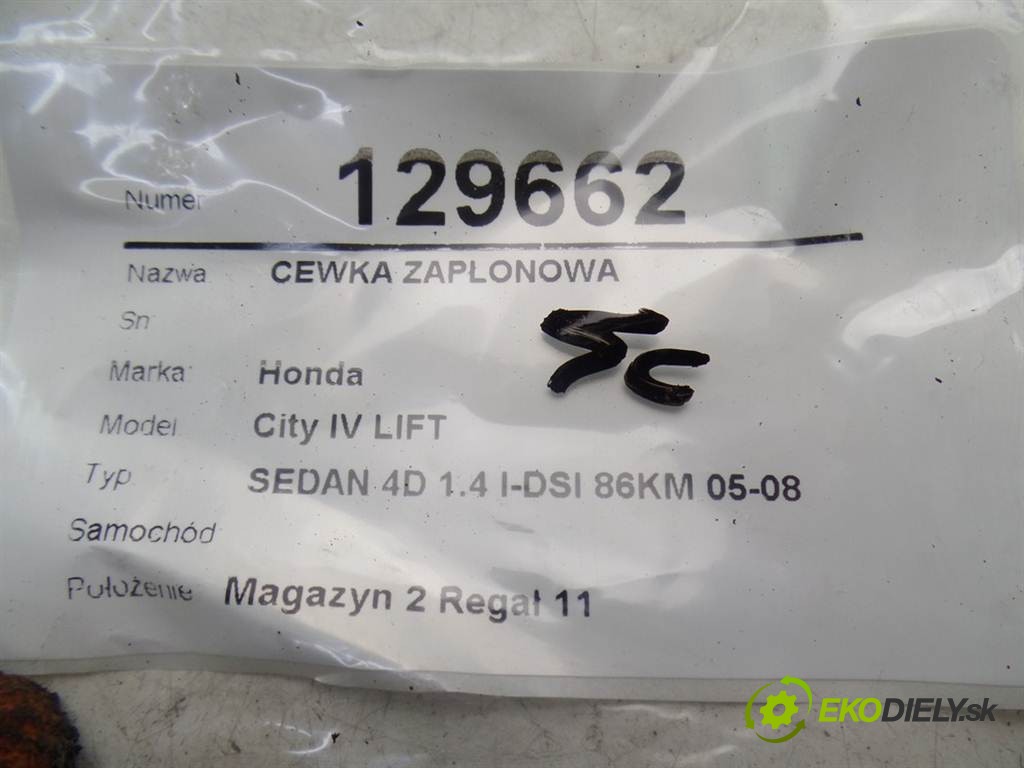 Numer 129662
Nazwa CEWKA ZAPŁONOWA
Sn
Marka Honda
Model City IV LIFT
Typ SEDAN 4D 1.4 I-DSI 86KM 05-08
Samochód
Położenie Magazyn 2 Regał 11
EKODIELY.sk